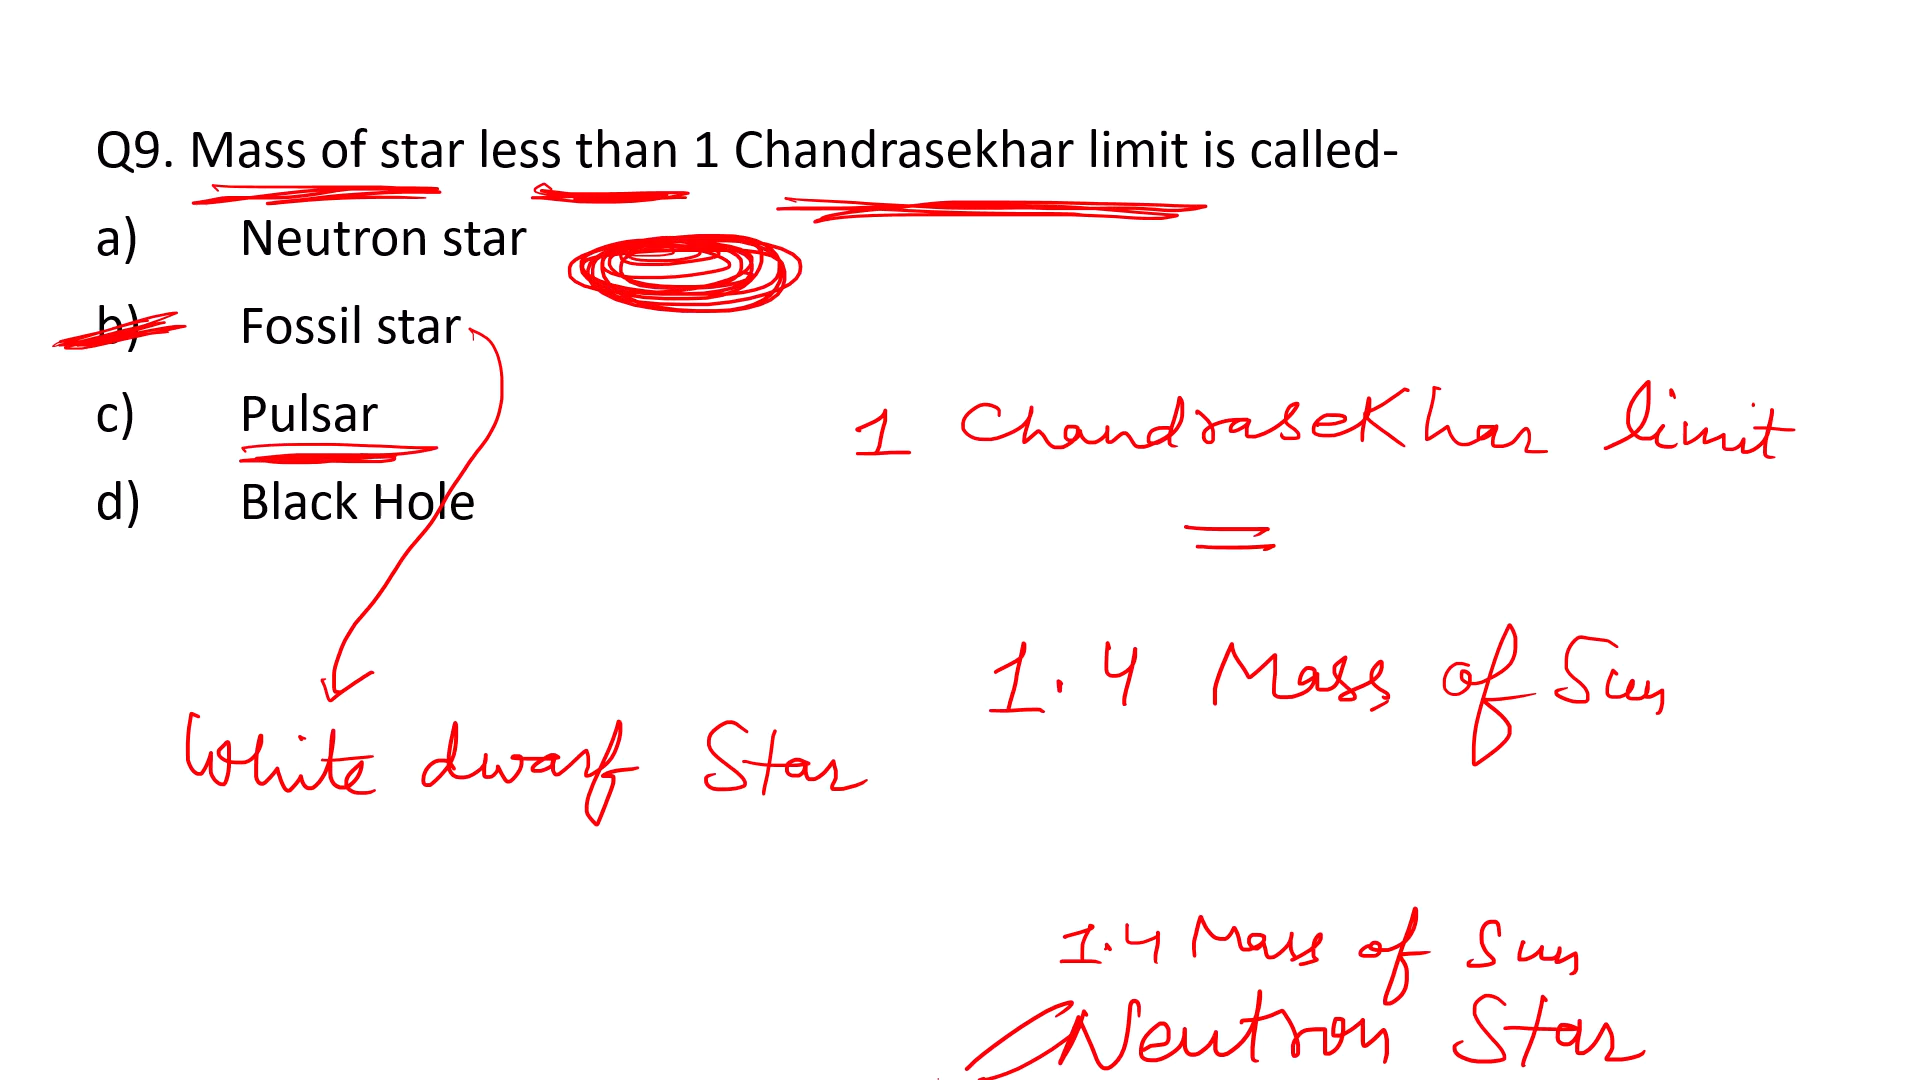 Q9. Mass of star less than 1 Chandrasekhar limit is called-
a) Neutron star
b) Fossil star
c) Pulsar
d) Black Hole
1 Chandrasekhar limit
=
1.4 Mass of Sun
White dwarf Star
1.4 Mass of Sun
Neutron Star